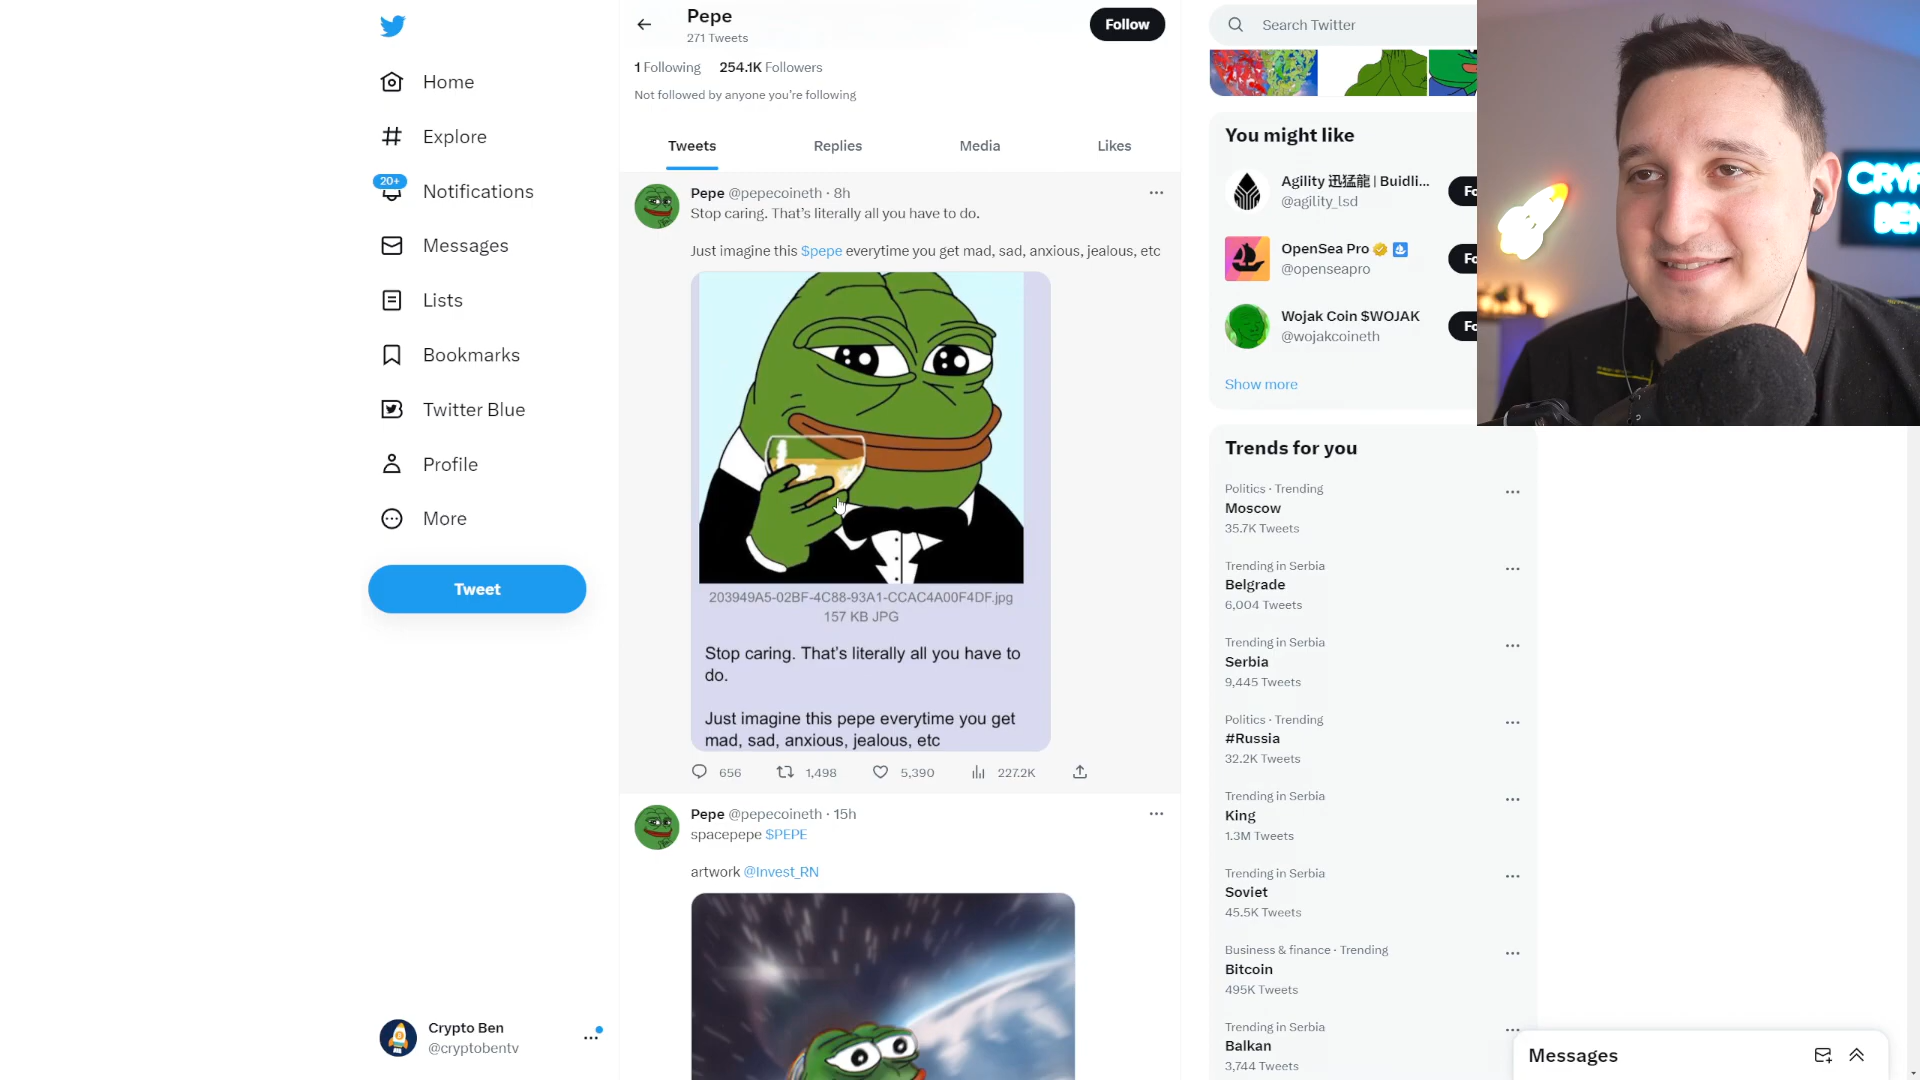 Home
Explore
20+
Notifications
Messages
Lists
Bookmarks
Twitter Blue
Profile
More
Tweet
Crypto Ben
@cryptobentv
Pepe
271 Tweets
Follow
1 Following 254.1K Followers
Not followed by anyone you're following
Tweets Replies Media Likes
Pepe @pepecoineth · 8h
Stop caring. That's literally all you have to do.
Just imagine this $pepe everytime you get mad, sad, anxious, jealous, etc
203949A5-02BF-4C88-93A1-CCAC4A00F4DF.jpg
157 KB JPG
Stop caring. That's literally all you have to
do.
Just imagine this pepe everytime you get
mad, sad, anxious, jealous, etc
656 1,498 5,390 227.2K
Pepe @pepecoineth · 15h
spacepepe $PEPE
artwork @Invest_RN
Search Twitter
You might like
Agility 迅猛龍 | Buidli...
@agility_lsd
Fo
OpenSea Pro
@openseapro
Fo
Wojak Coin $WOJAK
@wojakcoineth
Fo
Show more
Trends for you
Politics · Trending
Moscow
35.7K Tweets
Trending in Serbia
Belgrade
6,004 Tweets
Trending in Serbia
Serbia
9,445 Tweets
Politics · Trending
#Russia
32.2K Tweets
Trending in Serbia
King
1.3M Tweets
Trending in Serbia
Soviet
45.5K Tweets
Business & finance · Trending
Bitcoin
495K Tweets
Trending in Serbia
Balkan
3,744 Tweets
Messages
CRYP
BEN